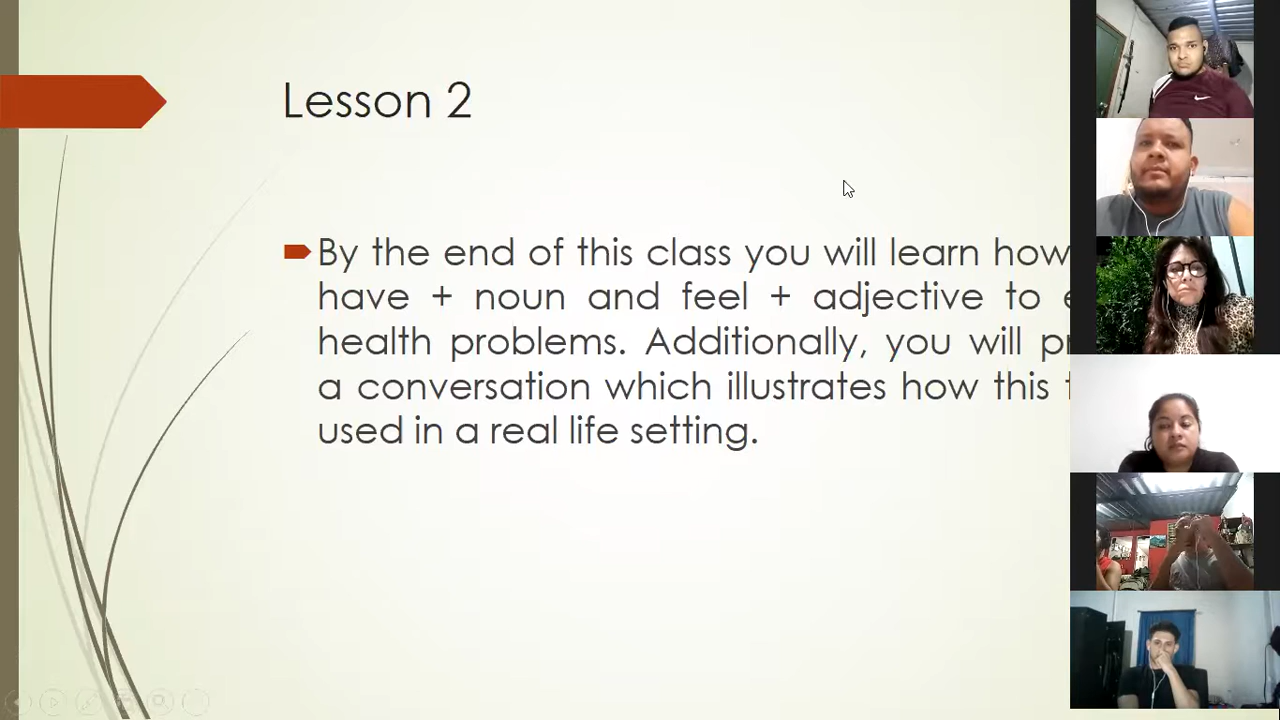 Lesson 2
By the end of this class you will learn how
have + noun and feel + adjective to
health problems. Additionally, you will
a conversation which illustrates how this
used in a real life setting.